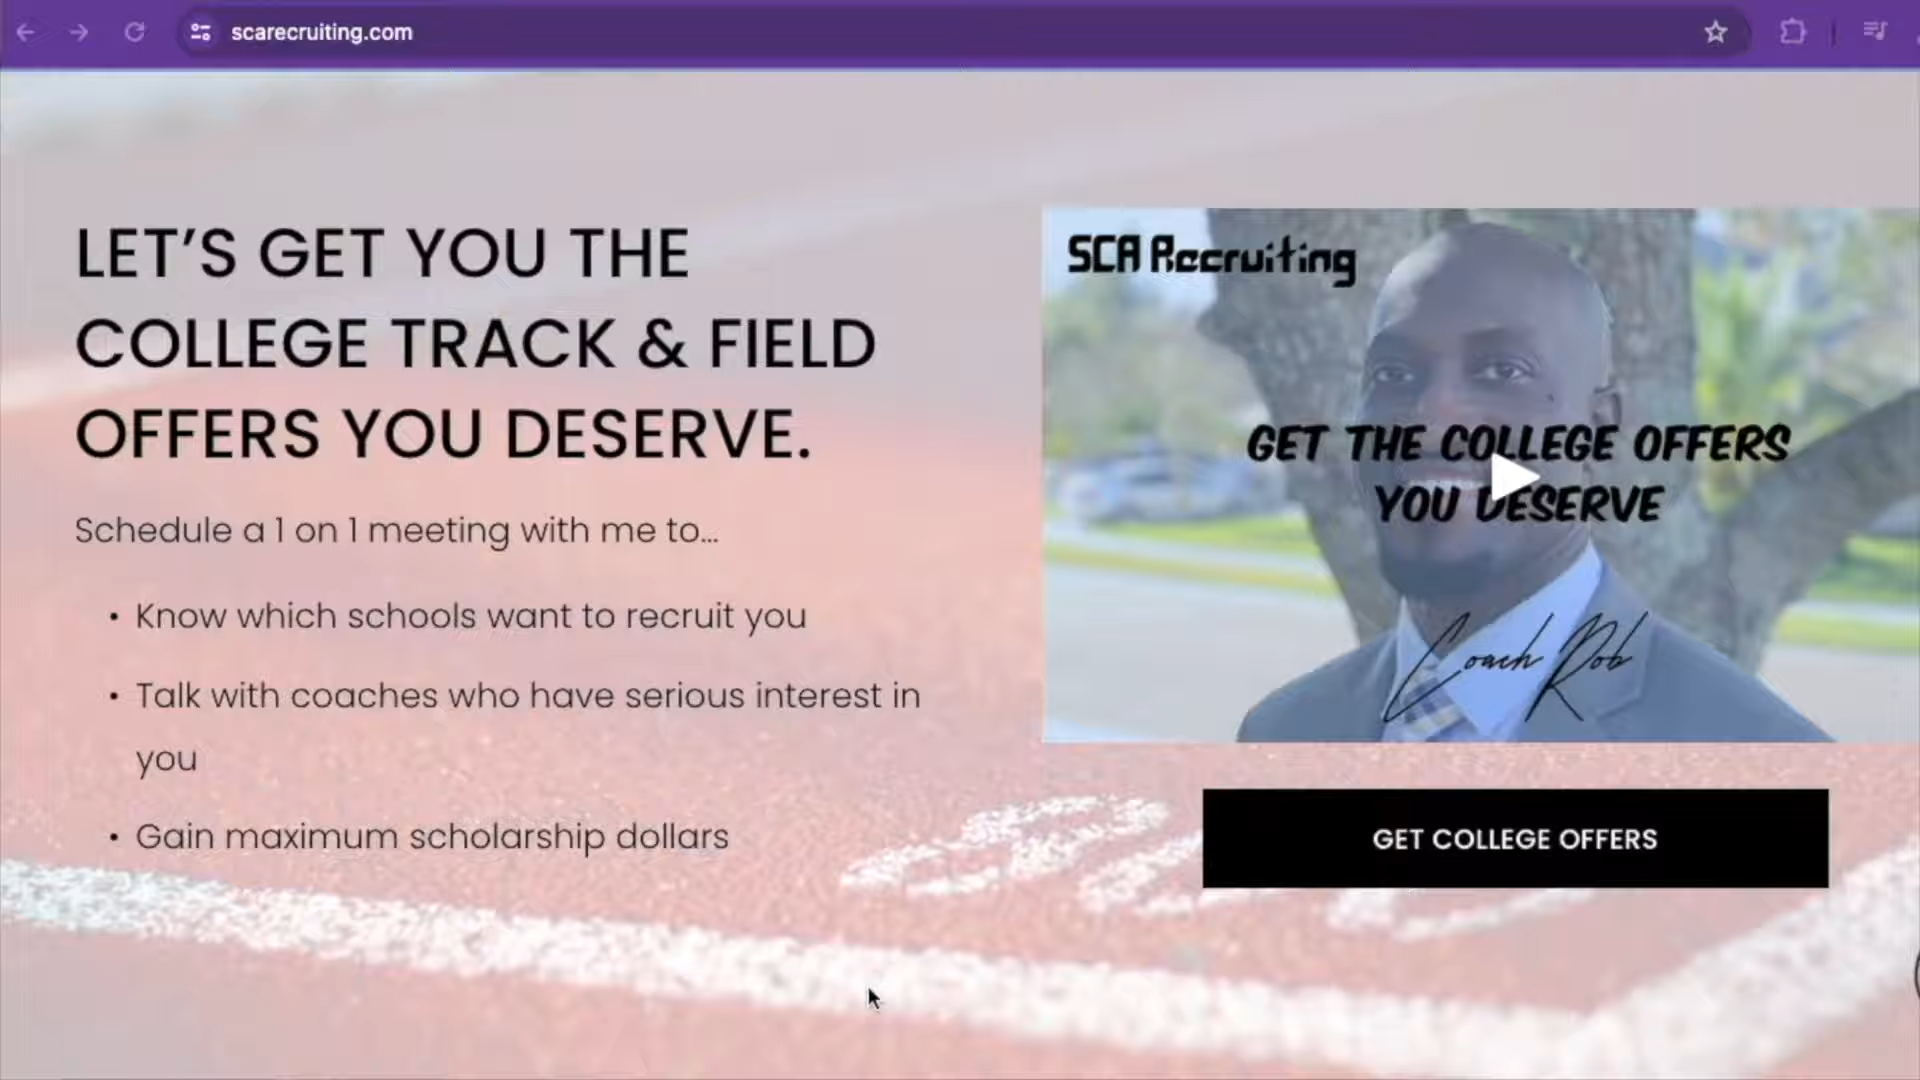 scarecruiting.com
LET’S GET YOU THE
COLLEGE TRACK & FIELD
OFFERS YOU DESERVE.
Schedule a 1 on 1 meeting with me to...
• Know which schools want to recruit you
• Talk with coaches who have serious interest in
you
• Gain maximum scholarship dollars
SCA Recruiting
GET THE COLLEGE OFFERS
YOU DESERVE
Coach Rob
GET COLLEGE OFFERS